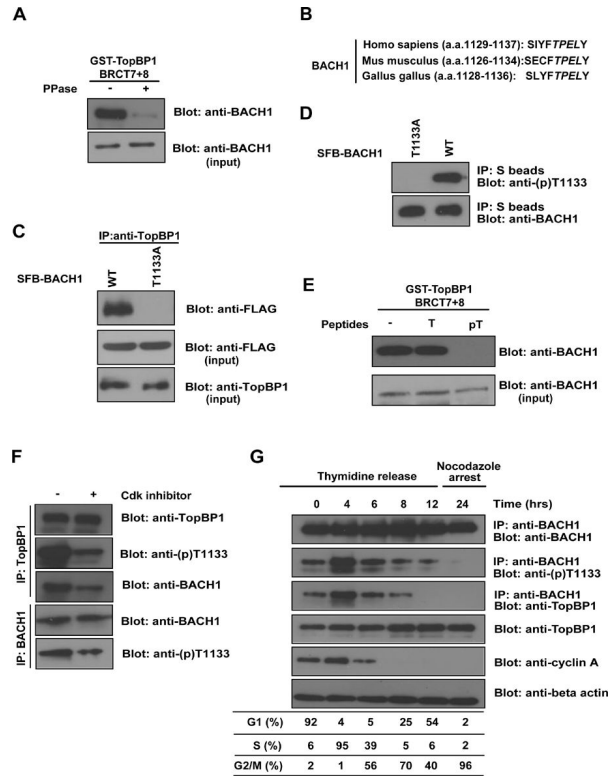 A
GST-TopBP1
BRCT7+8
PPase - +
Blot: anti-BACH1
Blot: anti-BACH1
(input)
B
BACH1
Homo sapiens (a.a.1129-1137): SIYFTPELY
Mus musculus (a.a.1126-1134):SECFTPELY
Gallus gallus (a.a.1128-1136): SLYFTPELY
C
IP:anti-TopBP1
SFB-BACH1 WT T1133A
Blot: anti-FLAG
Blot: anti-FLAG
(input)
Blot: anti-TopBP1
(input)
D
SFB-BACH1 T1133A WT
IP: S beads
Blot: anti-(p)T1133
IP: S beads
Blot: anti-BACH1
E
GST-TopBP1
BRCT7+8
Peptides - T pT
Blot: anti-BACH1
Blot: anti-BACH1
(input)
F
- + Cdk inhibitor
IP: TopBP1
Blot: anti-TopBP1
Blot: anti-(p)T1133
Blot: anti-BACH1
IP: BACH1
Blot: anti-BACH1
Blot: anti-(p)T1133
G
Thymidine release
Nocodazole
arrest
0 4 6 8 12 24 Time (hrs)
IP: anti-BACH1
Blot: anti-BACH1
IP: anti-BACH1
Blot: anti-(p)T1133
IP: anti-BACH1
Blot: anti-TopBP1
Blot: anti-TopBP1
Blot: anti-cyclin A
Blot: anti-beta actin
G1 (%) 92 4 5 25 54 2
S (%) 6 95 39 5 6 2
G2/M (%) 2 1 56 70 40 96